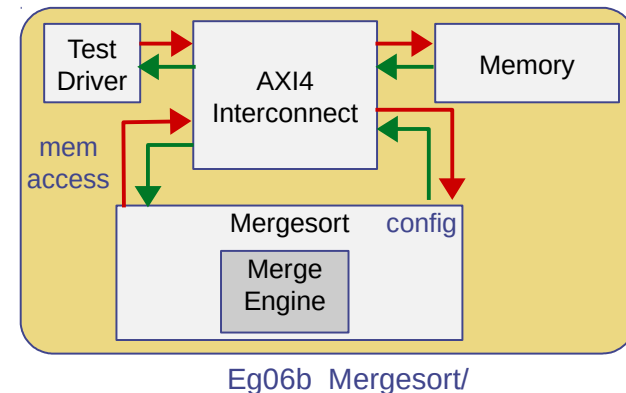 Test
Driver
AXI4
Interconnect
Memory
mem
access
Mergesort
config
Merge
Engine
Eg06b Mergesort/